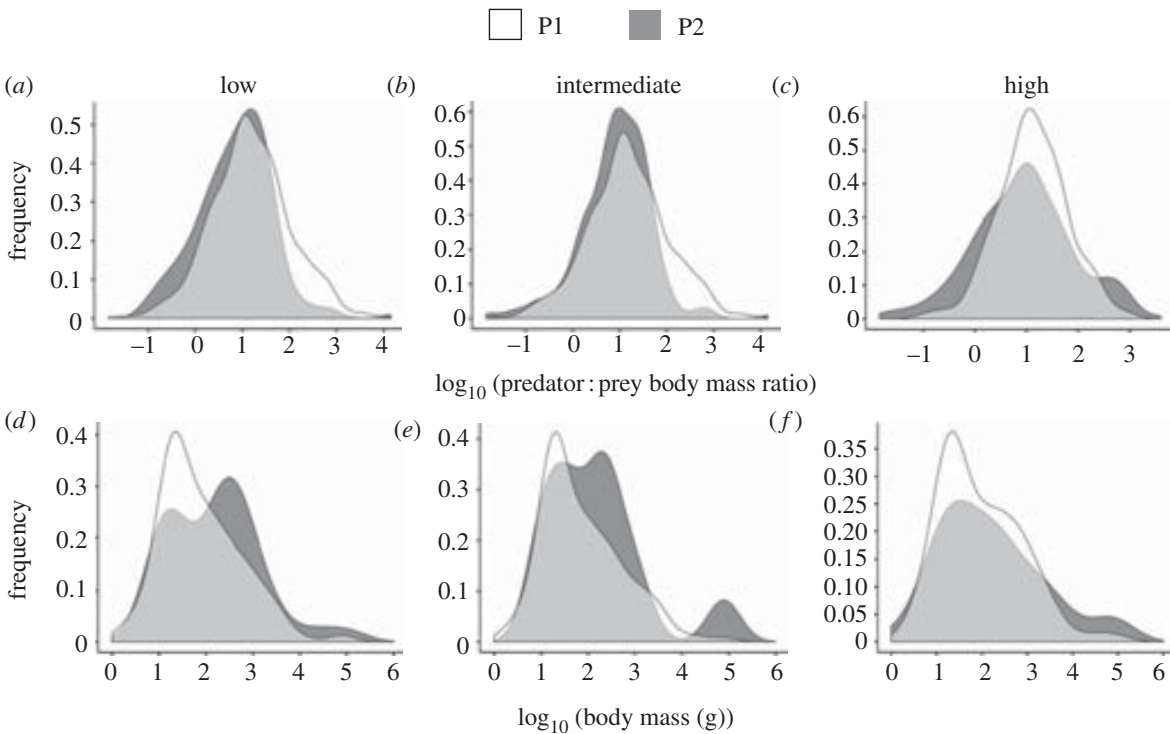 P1 P2
(a) low (b) intermediate (c) high
frequency
0.5
0.4
0.3
0.2
0.1
0
–1 0 1 2 3 4
0.6
0.5
0.4
0.3
0.2
0.1
0
–1 0 1 2 3 4
0.6
0.5
0.4
0.3
0.2
0.1
0
–1 0 1 2 3
log10 (predator : prey body mass ratio)
(d) (e) (f)
frequency
0.4
0.3
0.2
0.1
0
0 1 2 3 4 5 6
0.4
0.3
0.4
0.1
0
0 1 2 3 4 5 6
0.35
0.30
0.25
0.20
0.15
0.10
0.05
0
0 1 2 3 4 5 6
log10 (body mass (g))